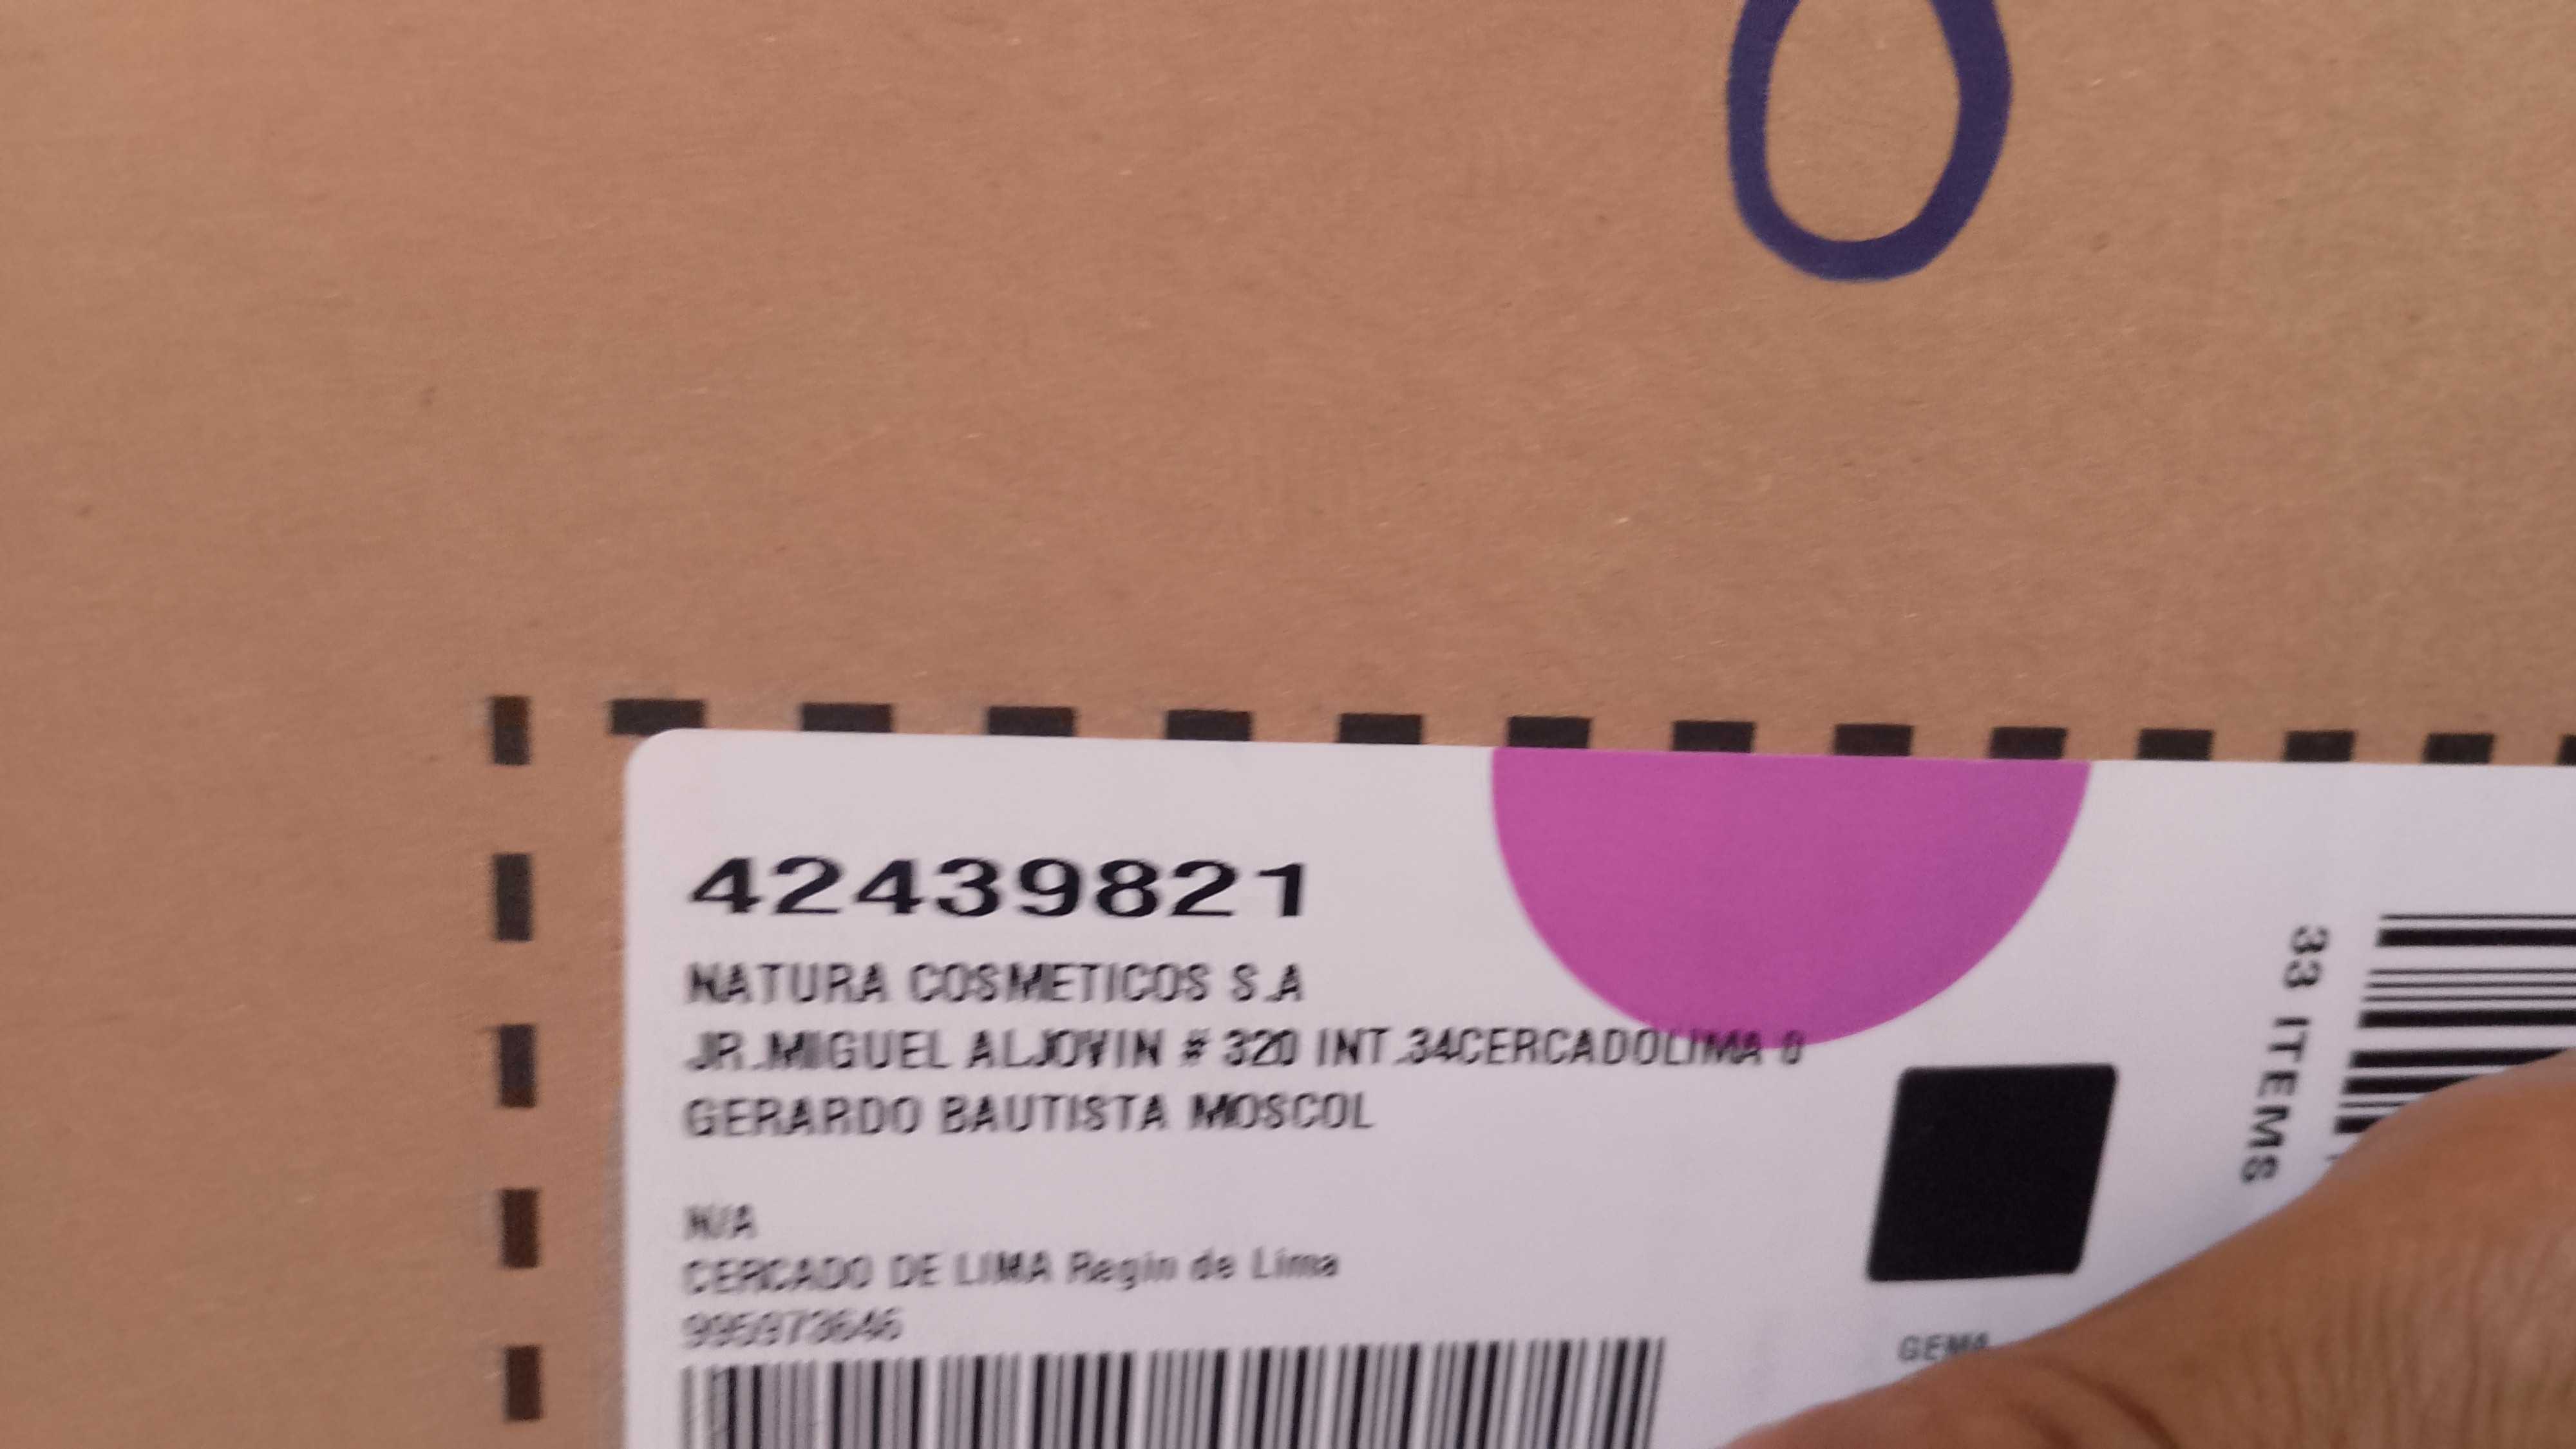 42439821
NATURA COSMETICOS S.A
JR.MIGUEL ALJOVIN # 320 INT.34CERCADOLIMA 0
GERARDO BAUTISTA MOSCOL
N/A
CERCADO DE LIMA Regin de Lima
995973646
33 ITEMS
GEMA